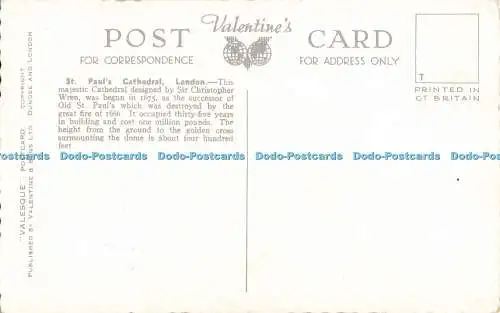 Valentine's
POST CARD
FOR CORRESPONDENCE
FOR ADDRESS ONLY
T
PRINTED IN
GT BRITAIN
St. Paul's Cathedral, London.—This
majestic Cathedral designed by Sir Christopher
Wren, was begun in 1675, as the successor of
Old St. Paul's which was destroyed by the
great fire of 1666. It occupied thirty-five years
in building and cost one million pounds. The
height from the ground to the golden cross
surmounting the dome is about four hundred
feet
Dodo-Postcards Dodo-Postcards Dodo-Postcards Dodo-Postcards Dodo-Postcards
"VALESQUE" POSTCARD COPYRIGHT
PUBLISHED BY VALENTINE & SONS LTD DUNDEE AND LONDON